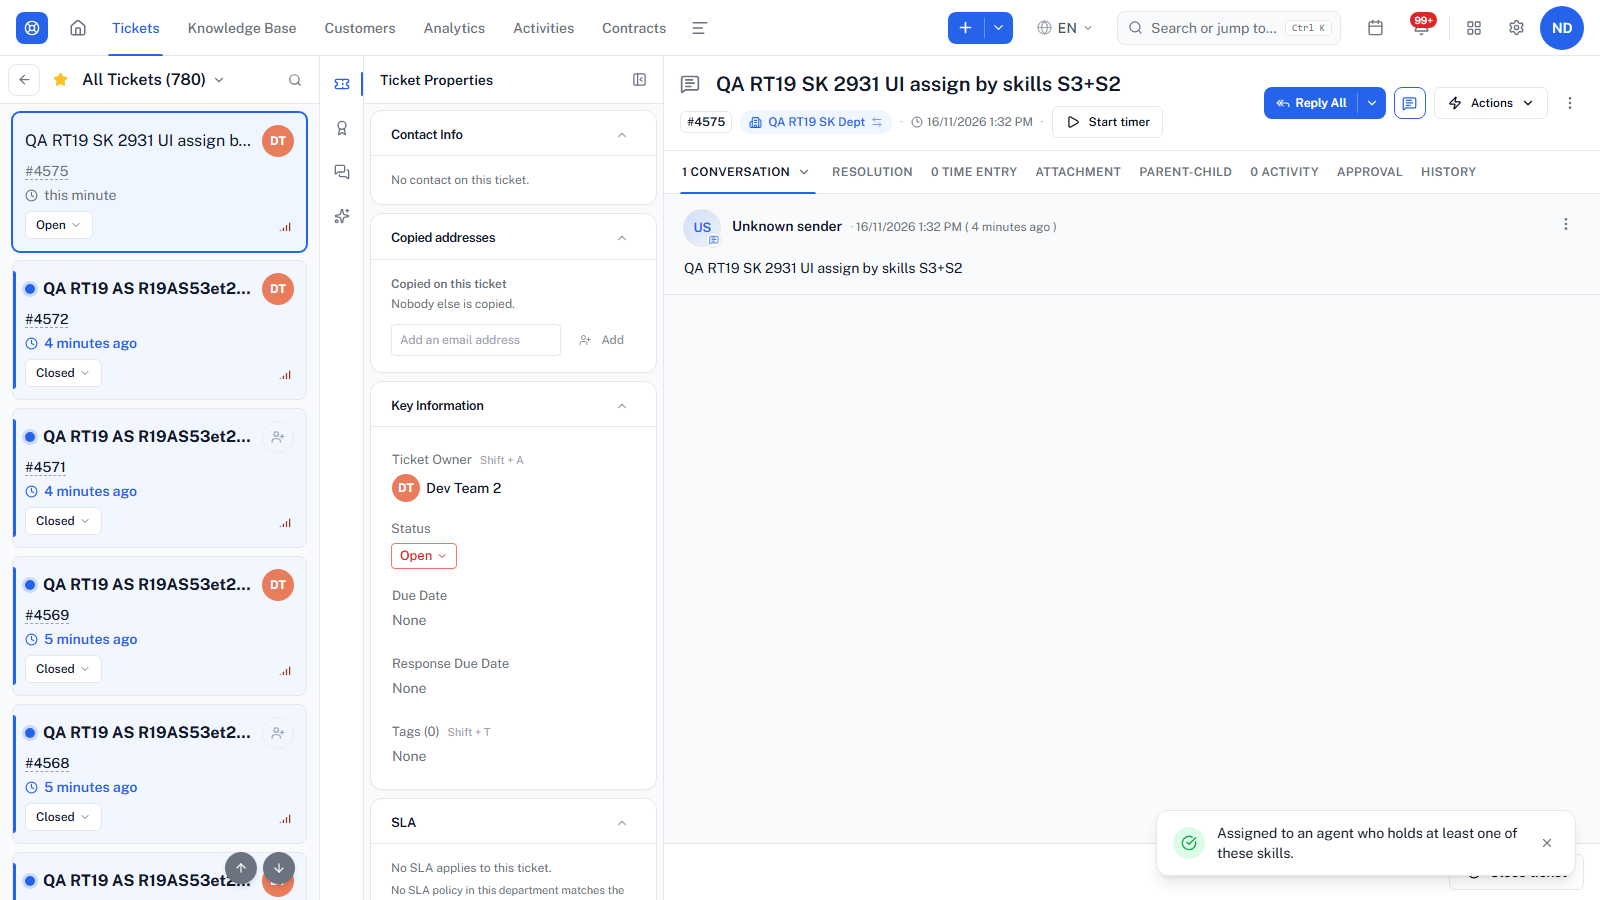 Tickets
Knowledge Base
Customers
Analytics
Activities
Contracts
EN
Search or jump to...
Ctrl K
99+
ND
All Tickets (780)
QA RT19 SK 2931 UI assign b...
DT
#4575
this minute
Open
QA RT19 AS R19AS53et2...
DT
#4572
4 minutes ago
Closed
QA RT19 AS R19AS53et2...
#4571
4 minutes ago
Closed
QA RT19 AS R19AS53et2...
DT
#4569
5 minutes ago
Closed
QA RT19 AS R19AS53et2...
#4568
5 minutes ago
Closed
QA RT19 AS R19AS53et2...
Ticket Properties
Contact Info
No contact on this ticket.
Copied addresses
Copied on this ticket
Nobody else is copied.
Add an email address
Add
Key Information
Ticket Owner Shift + A
DT Dev Team 2
Status
Open
Due Date
None
Response Due Date
None
Tags (0) Shift + T
None
SLA
No SLA applies to this ticket.
No SLA policy in this department matches the
QA RT19 SK 2931 UI assign by skills S3+S2
#4575
QA RT19 SK Dept
· 16/11/2026 1:32 PM ·
Start timer
Reply All
Actions
1 CONVERSATION
RESOLUTION
0 TIME ENTRY
ATTACHMENT
PARENT-CHILD
0 ACTIVITY
APPROVAL
HISTORY
US
Unknown sender · 16/11/2026 1:32 PM ( 4 minutes ago )
QA RT19 SK 2931 UI assign by skills S3+S2
Assigned to an agent who holds at least one of
these skills.